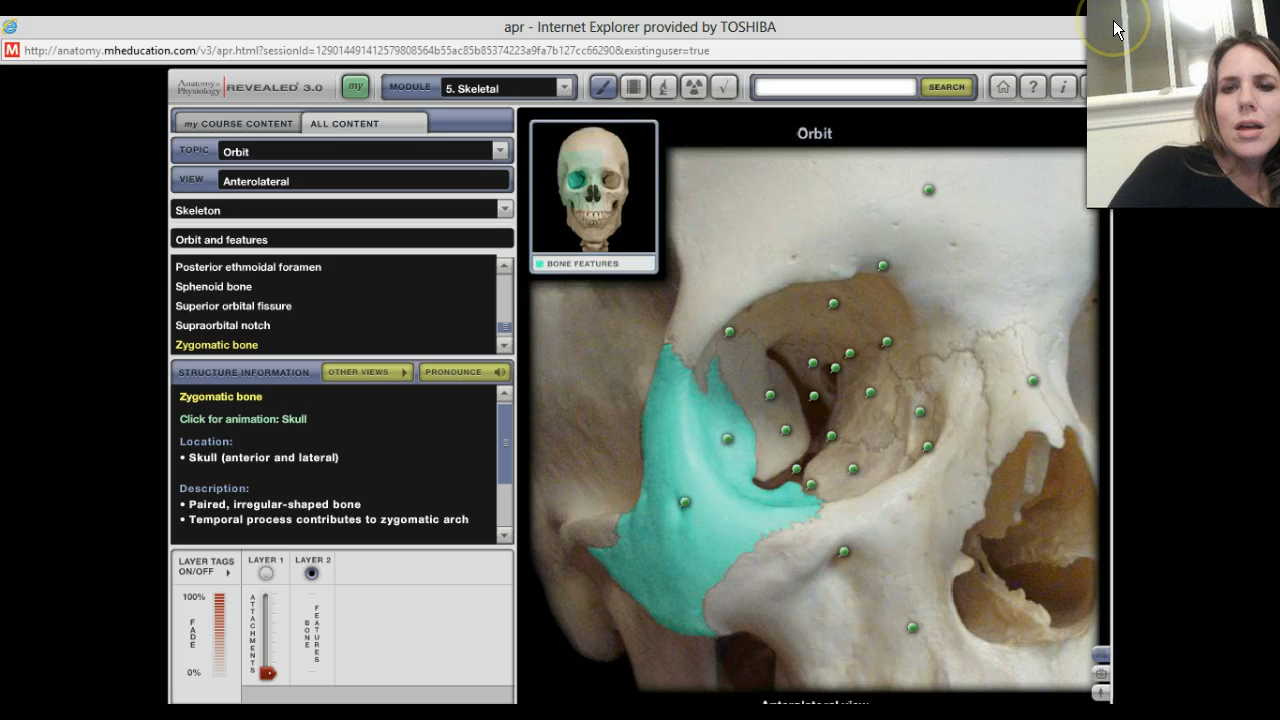 apr - Internet Explorer provided by TOSHIBA
M http://anatomy.mheducation.com/v3/apr.html?sessionId=129014491412579808564b55ac85b85374223a9fa7b127cc66290&existinguser=true
Anatomy & Physiology REVEALED 3.0 my MODULE 5. Skeletal √ SEARCH ? i
my COURSE CONTENT ALL CONTENT
TOPIC Orbit
VIEW Anterolateral
Skeleton
Orbit and features
Posterior ethmoidal foramen
Sphenoid bone
Superior orbital fissure
Supraorbital notch
Zygomatic bone
STRUCTURE INFORMATION OTHER VIEWS PRONOUNCE
Zygomatic bone
Click for animation: Skull
Location:
• Skull (anterior and lateral)
Description:
• Paired, irregular-shaped bone
• Temporal process contributes to zygomatic arch
LAYER TAGS ON/OFF
100%
FADE
0%
LAYER 1
ATTACHMENTS
LAYER 2
BONE FEATURES
Orbit
BONE FEATURES
Anterolateral view